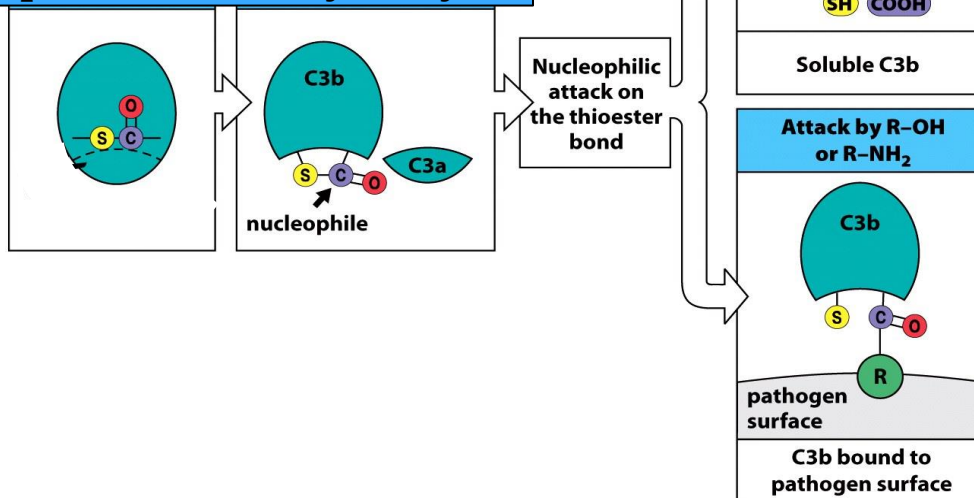 O
S C
C3b
S C O
C3a
nucleophile
Nucleophilic
attack on
the thioester
bond
SH COOH
Soluble C3b
Attack by R–OH
or R–NH₂
C3b
S C O
R
pathogen
surface
C3b bound to
pathogen surface